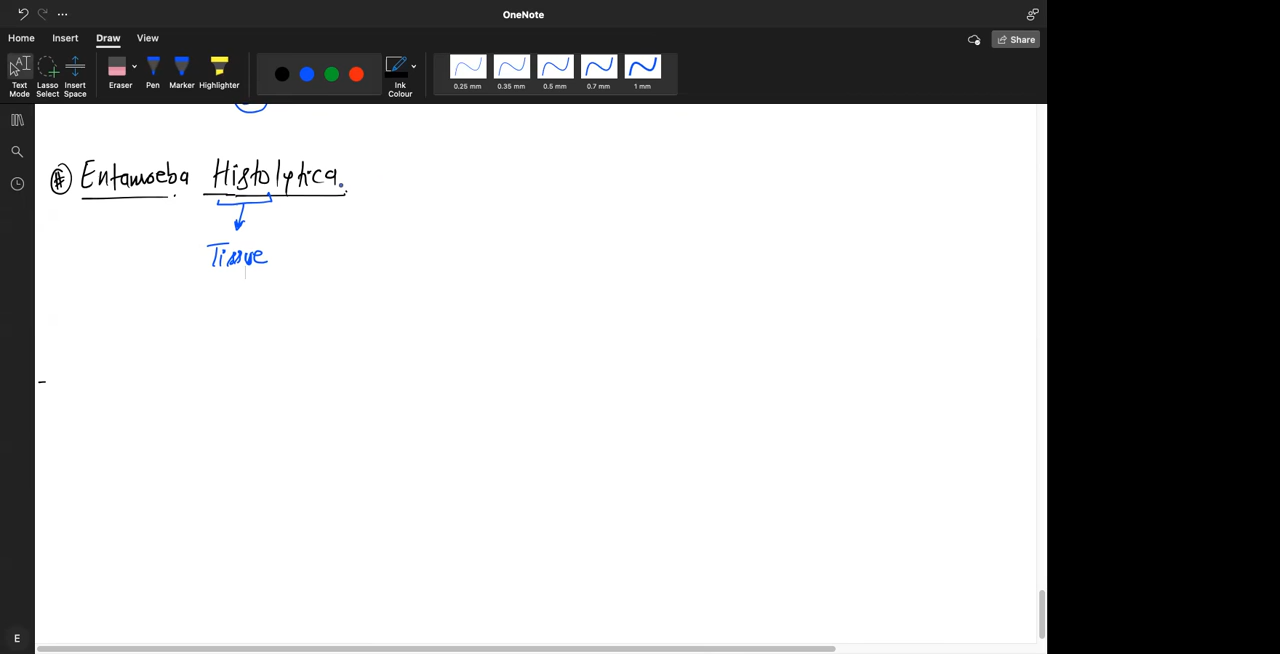 OneNote
Home Insert Draw View
Share
Text Mode
Lasso Select
Insert Space
Eraser
Pen
Marker
Highlighter
Ink Colour
0.25 mm
0.35 mm
0.5 mm
0.7 mm
1 mm
# Entamoeba Histolytica.
Tissue
E